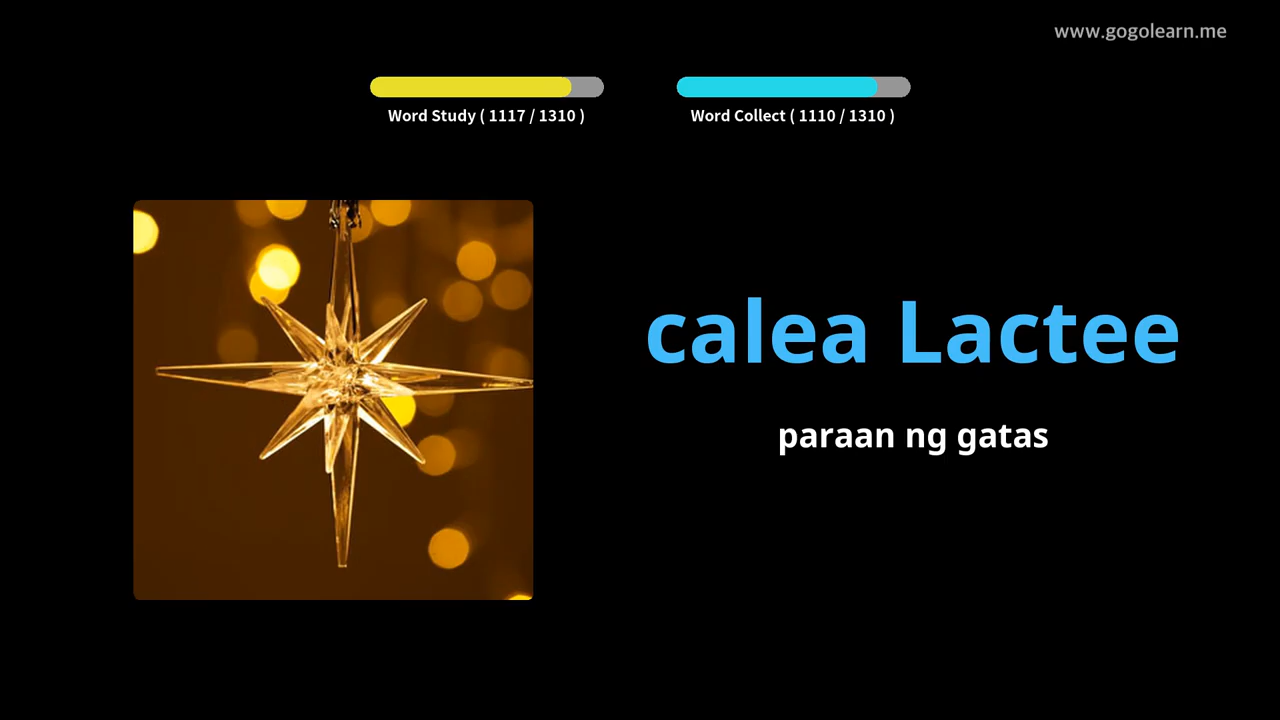 www.gogolearn.me
Word Study ( 1117 / 1310 )
Word Collect ( 1110 / 1310 )
calea Lactee
paraan ng gatas